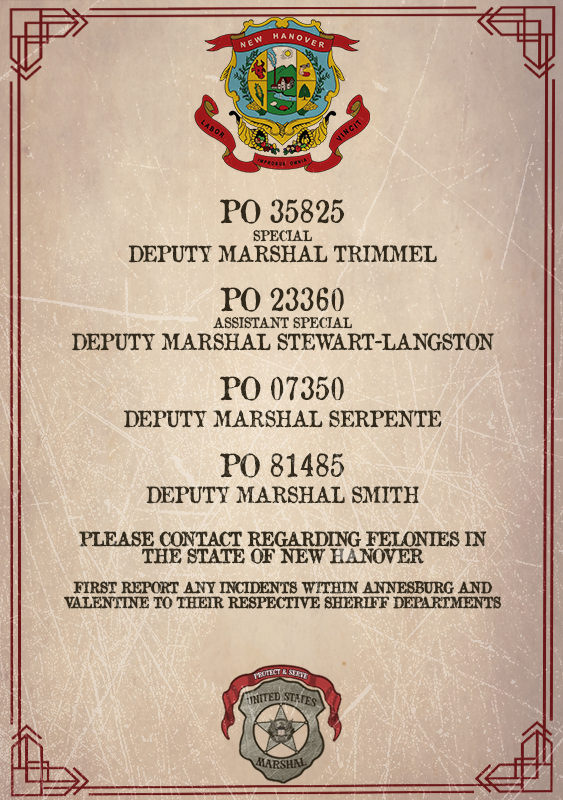 NEW HANOVER
LABOR
VINCIT
IMPROBUS OMNIA
PO 35825
SPECIAL
DEPUTY MARSHAL TRIMMEL
PO 23360
ASSISTANT SPECIAL
DEPUTY MARSHAL STEWART-LANGSTON
PO 07350
DEPUTY MARSHAL SERPENTE
PO 81485
DEPUTY MARSHAL SMITH
PLEASE CONTACT REGARDING FELONIES IN
THE STATE OF NEW HANOVER
FIRST REPORT ANY INCIDENTS WITHIN ANNESBURG AND
VALENTINE TO THEIR RESPECTIVE SHERIFF DEPARTMENTS
PROTECT & SERVE
UNITED STATES
MARSHAL